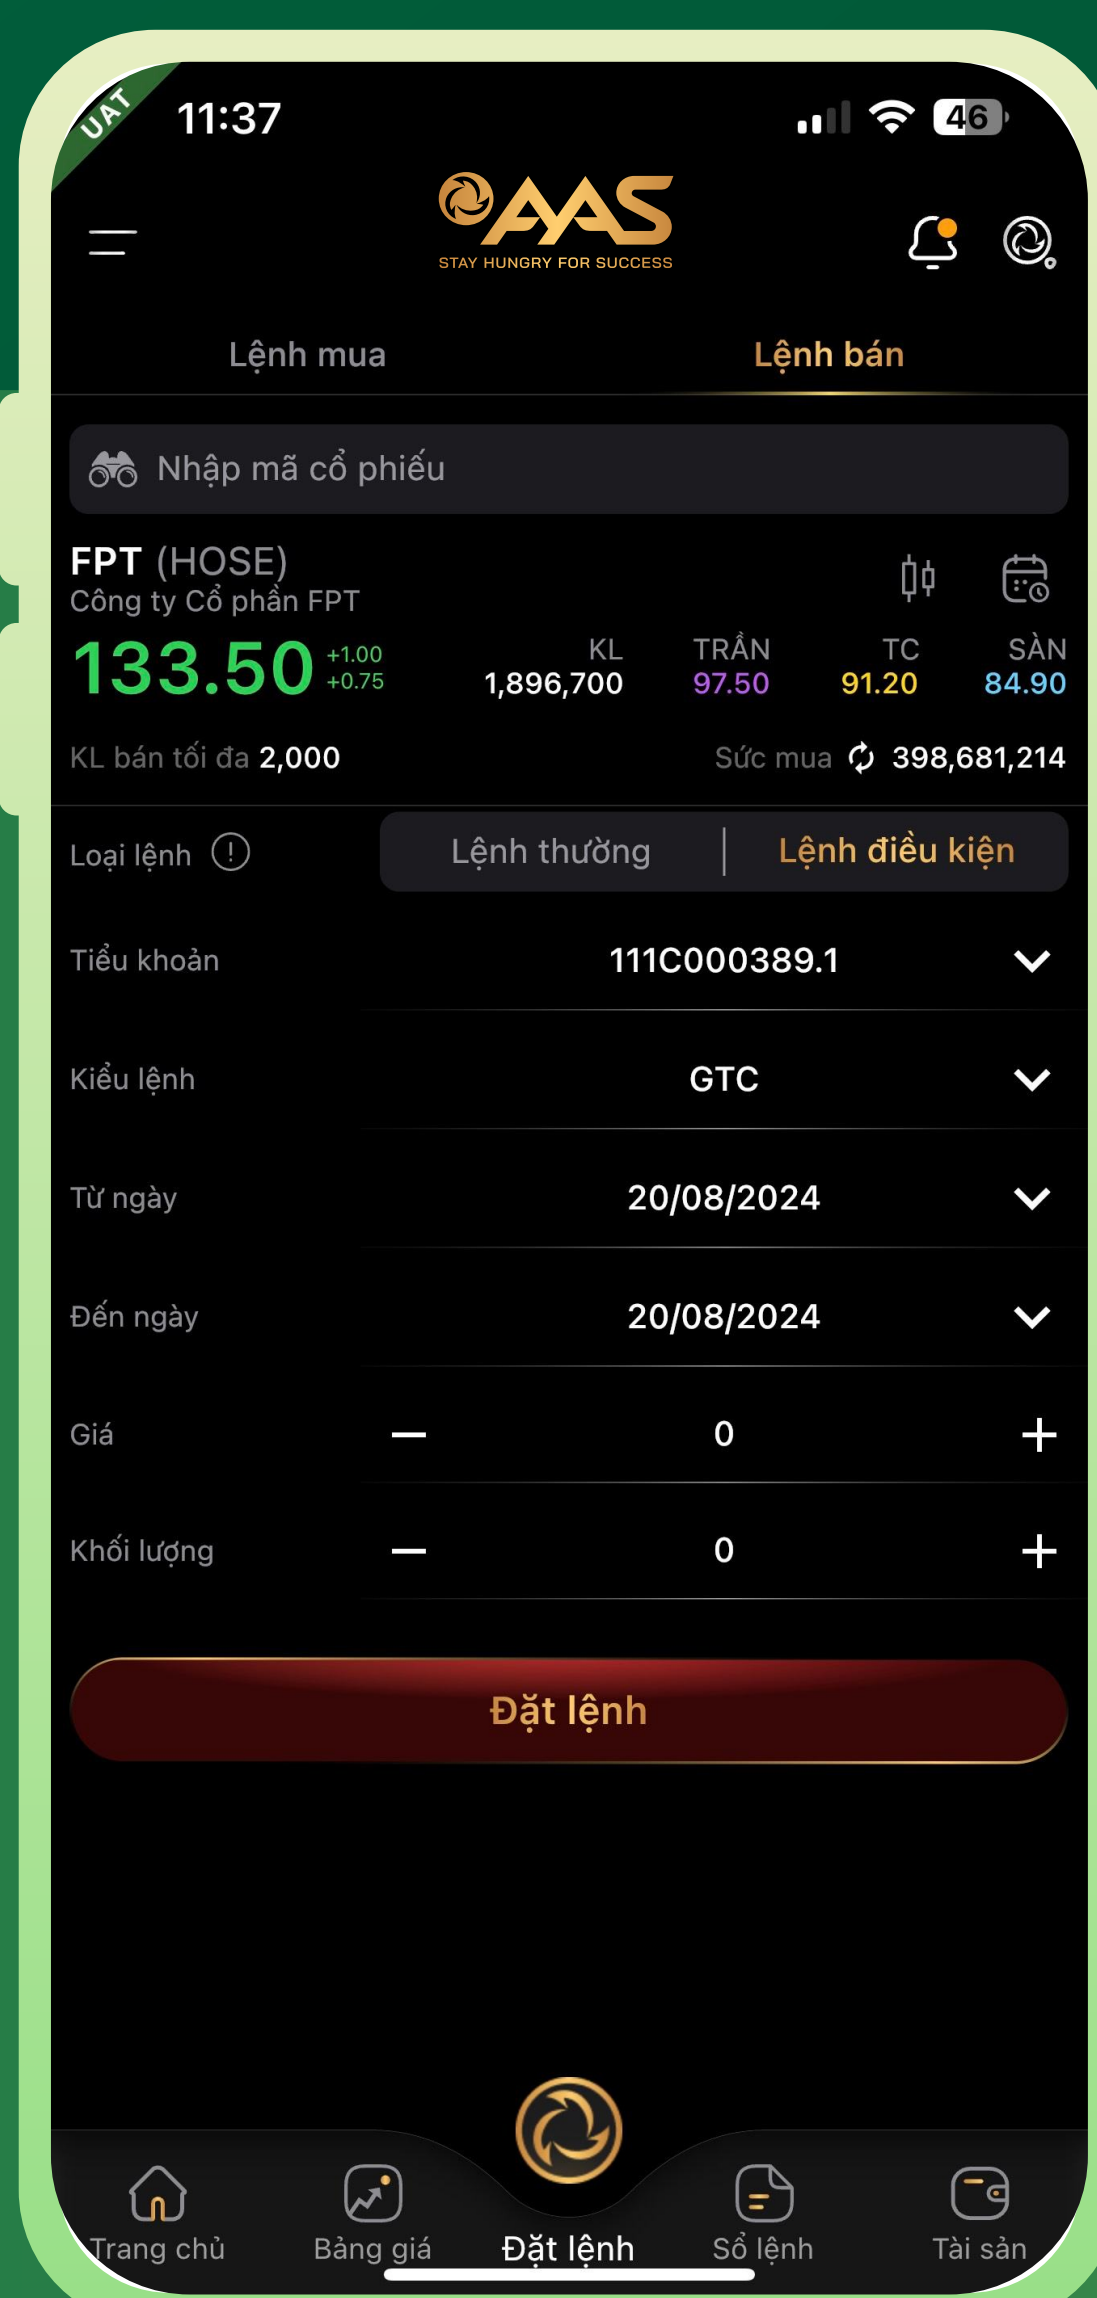 UAT
11:37
46
AAS
STAY HUNGRY FOR SUCCESS
Lệnh mua Lệnh bán
Nhập mã cổ phiếu
FPT (HOSE)
Công ty Cổ phần FPT
133.50 +1.00 +0.75
KL TRẦN TC SÀN
1,896,700 97.50 91.20 84.90
KL bán tối đa 2,000 Sức mua 398,681,214
Loại lệnh Lệnh thường | Lệnh điều kiện
Tiểu khoản 111C000389.1
Kiểu lệnh GTC
Từ ngày 20/08/2024
Đến ngày 20/08/2024
Giá — 0 +
Khối lượng — 0 +
Đặt lệnh
Trang chủ Bảng giá Đặt lệnh Sổ lệnh Tài sản